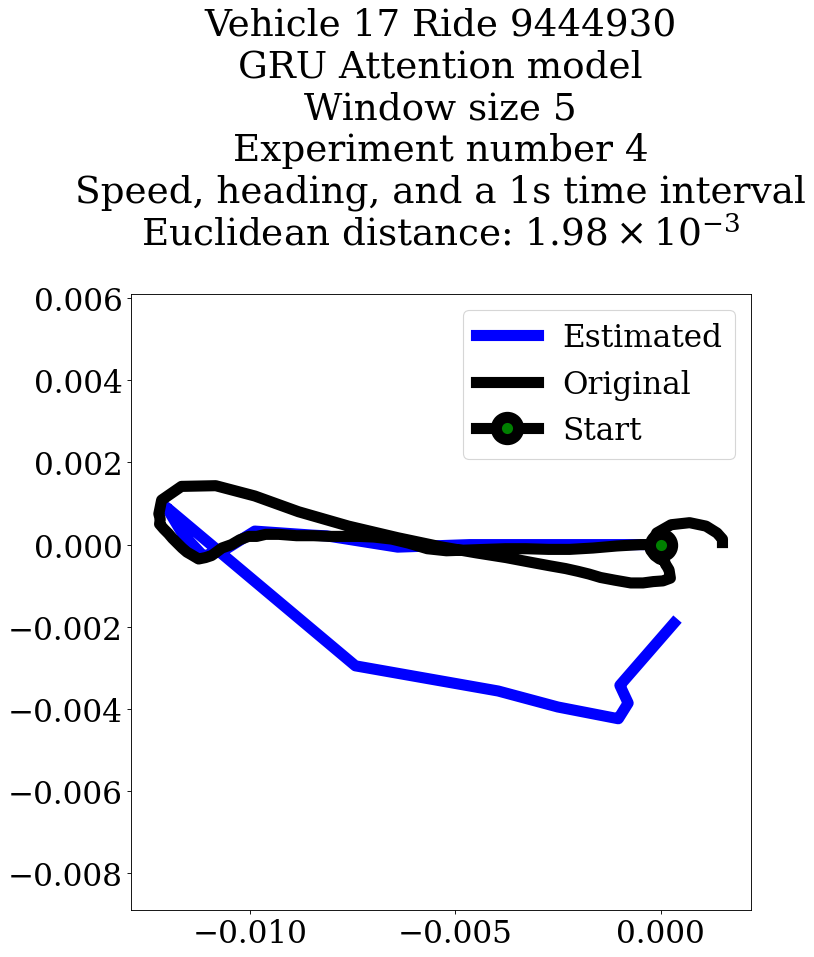 Vehicle 17 Ride 9444930
GRU Attention model
Window size 5
Experiment number 4
Speed, heading, and a 1s time interval
Euclidean distance: 1.98 × 10⁻³
0.006
0.004
0.002
0.000
−0.002
−0.004
−0.006
−0.008
Estimated
Original
Start
−0.010
−0.005
0.000